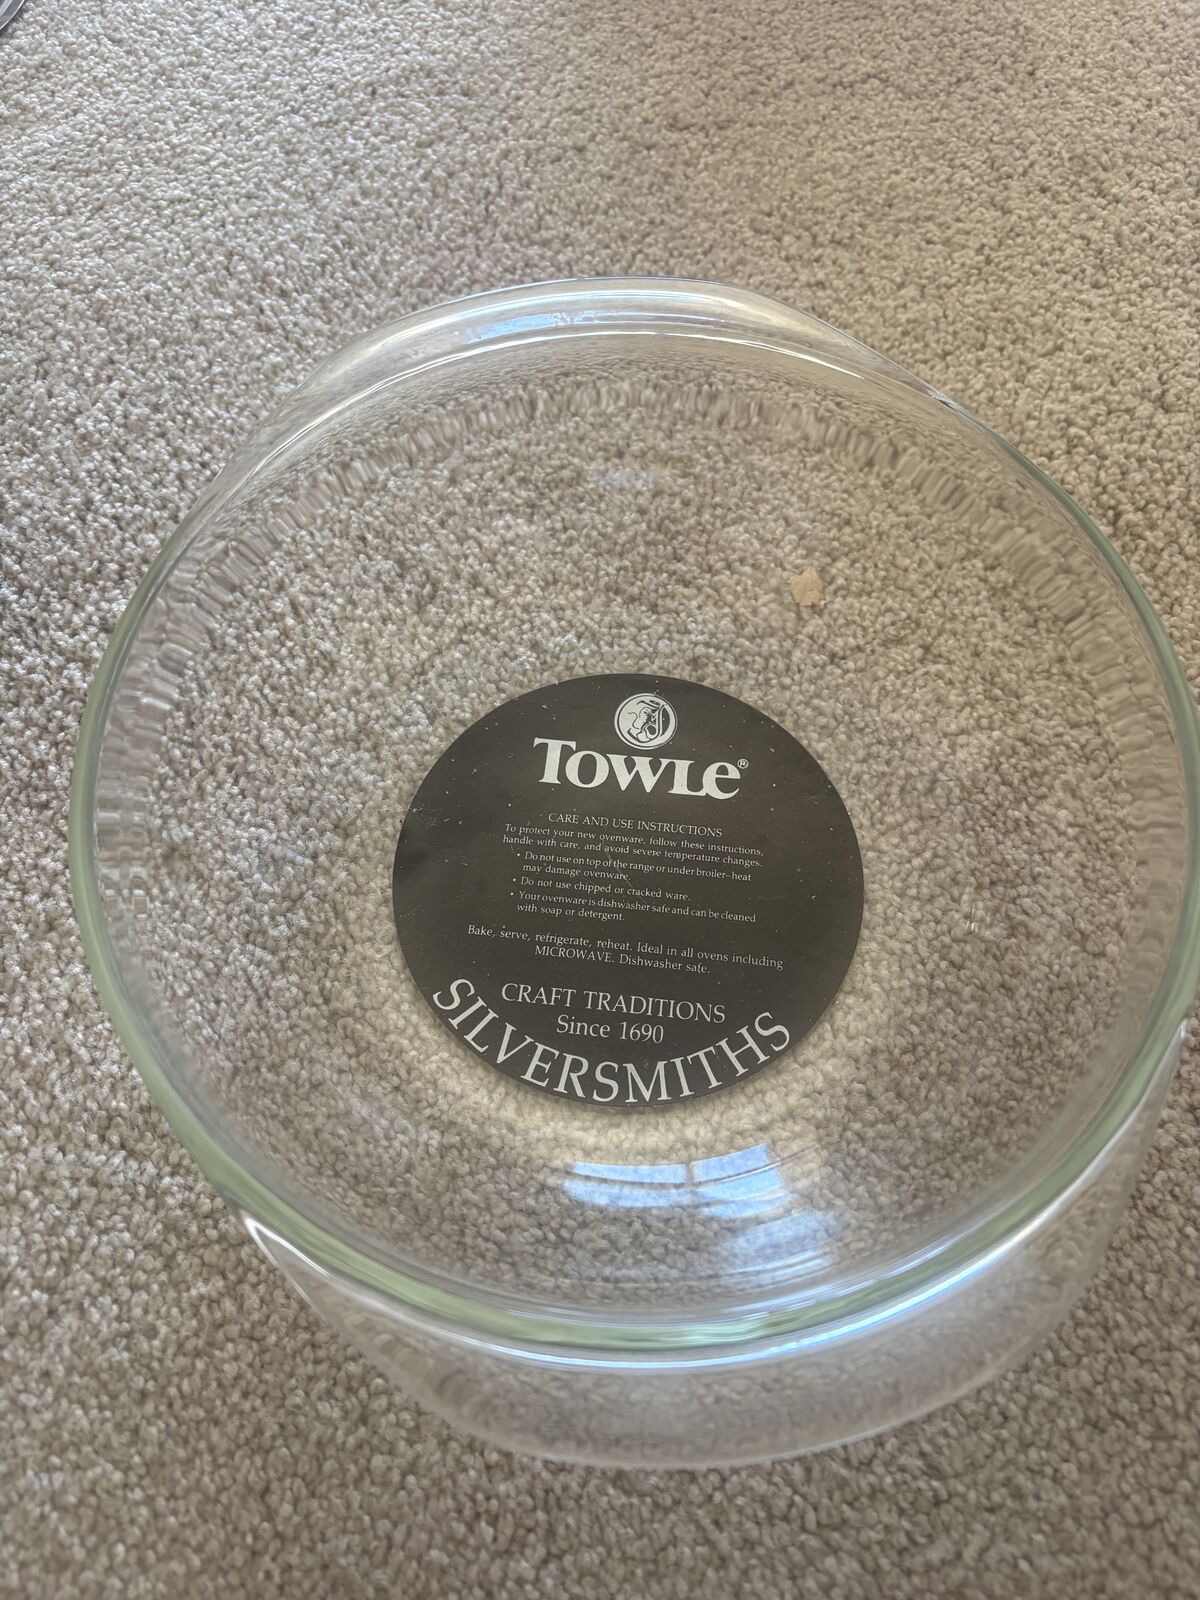 TOWLE®
CARE AND USE INSTRUCTIONS
To protect your new ovenware, follow these instructions,
handle with care, and avoid severe temperature changes.
• Do not use on top of the range or under broiler–heat
may damage ovenware.
• Do not use chipped or cracked ware.
• Your ovenware is dishwasher safe and can be cleaned
with soap or detergent.
Bake, serve, refrigerate, reheat. Ideal in all ovens including
MICROWAVE. Dishwasher safe.
CRAFT TRADITIONS
Since 1690
SILVERSMITHS